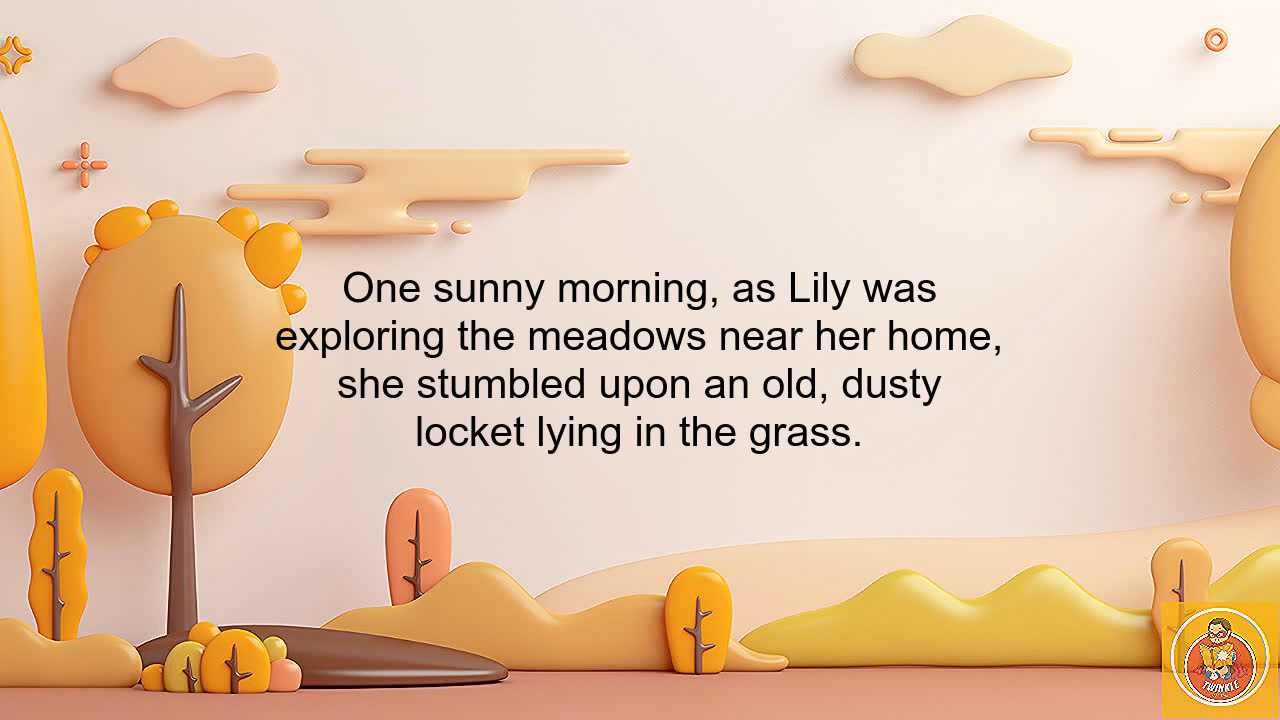 One sunny morning, as Lily was
exploring the meadows near her home,
she stumbled upon an old, dusty
locket lying in the grass.
TWINKLE